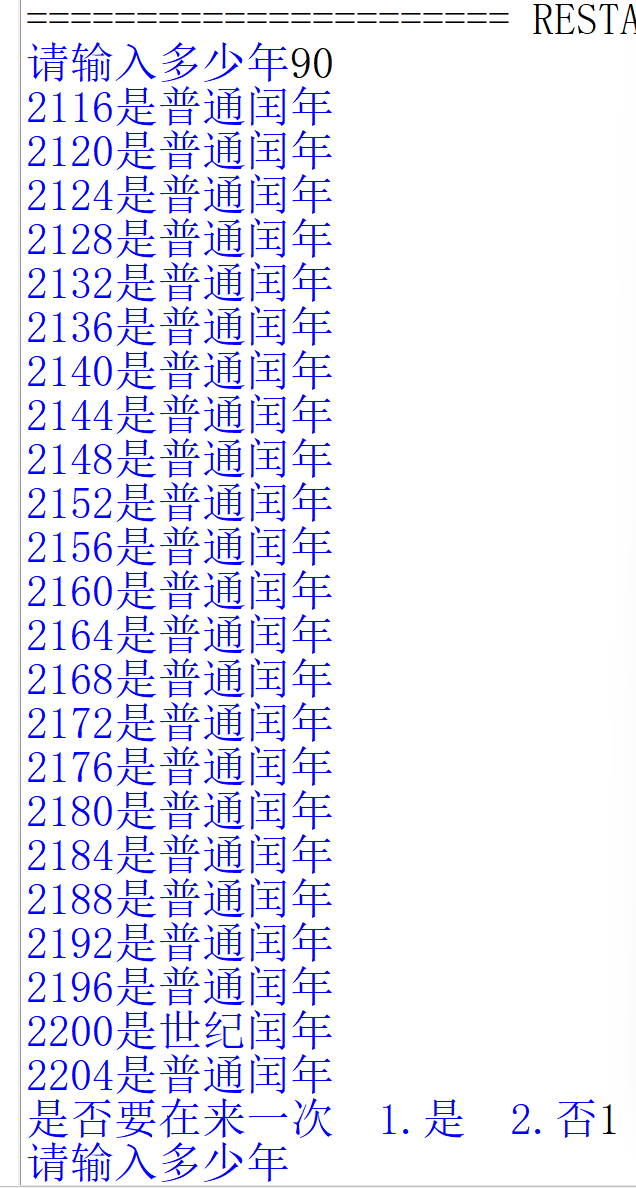 ====================== RESTA
请输入多少年90
2116是普通闰年
2120是普通闰年
2124是普通闰年
2128是普通闰年
2132是普通闰年
2136是普通闰年
2140是普通闰年
2144是普通闰年
2148是普通闰年
2152是普通闰年
2156是普通闰年
2160是普通闰年
2164是普通闰年
2168是普通闰年
2172是普通闰年
2176是普通闰年
2180是普通闰年
2184是普通闰年
2188是普通闰年
2192是普通闰年
2196是普通闰年
2200是世纪闰年
2204是普通闰年
是否要在来一次  1.是  2.否1
请输入多少年